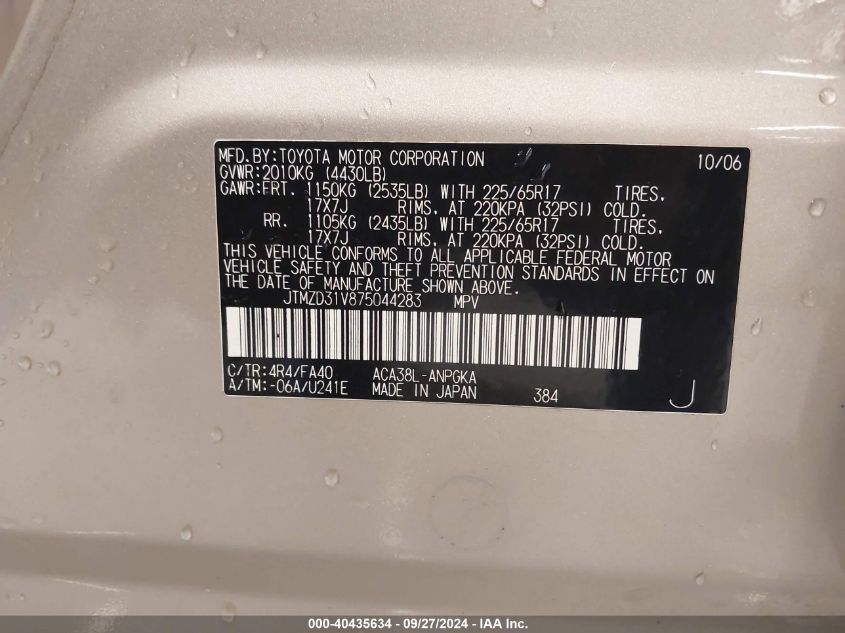 MFD.BY:TOYOTA MOTOR CORPORATION 10/06
GVWR:2010KG (4430LB)
GAWR:FRT. 1150KG (2535LB) WITH 225/65R17 TIRES,
17X7J RIMS, AT 220KPA (32PSI) COLD.
RR. 1105KG (2435LB) WITH 225/65R17 TIRES,
17X7J RIMS, AT 220KPA (32PSI) COLD.
THIS VEHICLE CONFORMS TO ALL APPLICABLE FEDERAL MOTOR
VEHICLE SAFETY AND THEFT PREVENTION STANDARDS IN EFFECT ON
THE DATE OF MANUFACTURE SHOWN ABOVE.
JTMZD31V875044283 MPV
C/TR:4R4/FA40 ACA38L-ANPGKA
A/TM:-06A/U241E MADE IN JAPAN 384 J
000-40435634 - 09/27/2024 - IAA Inc.